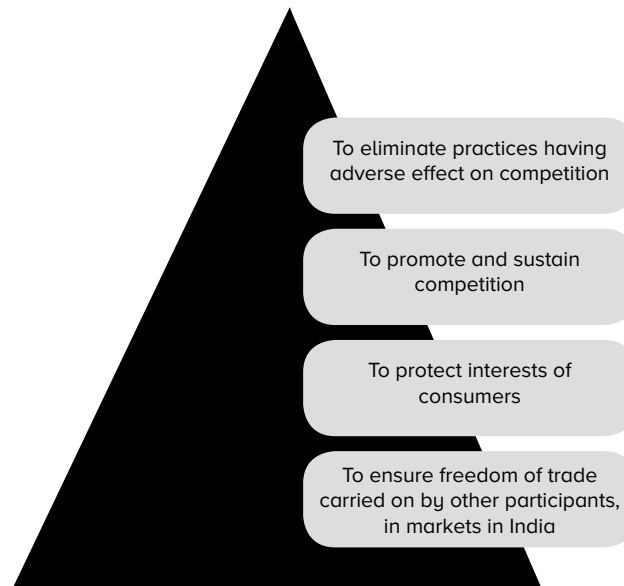 To eliminate practices having
adverse effect on competition
To promote and sustain
competition
To protect interests of
consumers
To ensure freedom of trade
carried on by other participants,
in markets in India